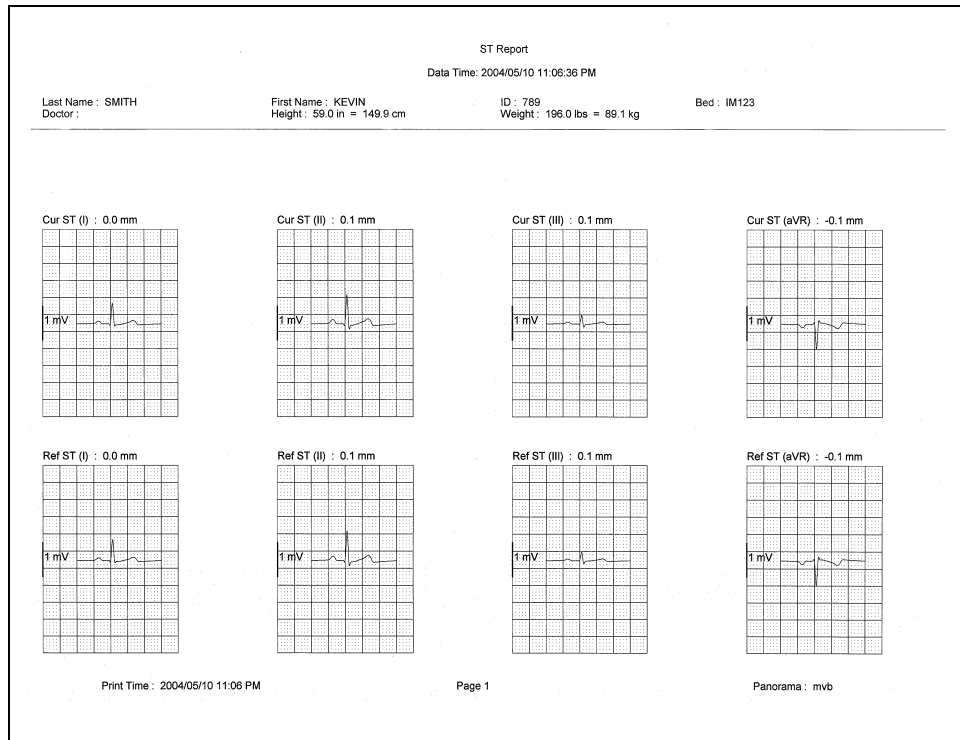 ST Report
Data Time: 2004/05/10 11:06:36 PM
Last Name : SMITH First Name : KEVIN ID : 789 Bed : IM123
Doctor : Height : 59.0 in = 149.9 cm Weight : 196.0 lbs = 89.1 kg
Cur ST (I) : 0.0 mm Cur ST (II) : 0.1 mm Cur ST (III) : 0.1 mm Cur ST (aVR) : -0.1 mm
1 mV 1 mV 1 mV 1 mV
Ref ST (I) : 0.0 mm Ref ST (II) : 0.1 mm Ref ST (III) : 0.1 mm Ref ST (aVR) : -0.1 mm
1 mV 1 mV 1 mV 1 mV
Print Time : 2004/05/10 11:06 PM Page 1 Panorama : mvb